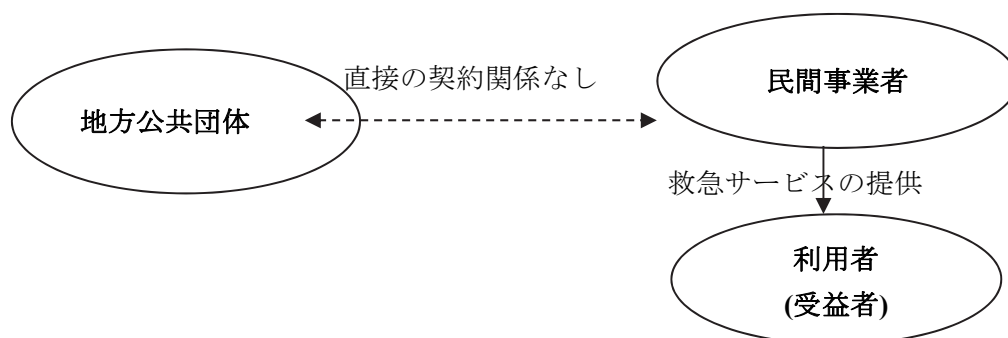 直接の契約関係なし
民間事業者
地方公共団体
救急サービスの提供
利用者
(受益者)